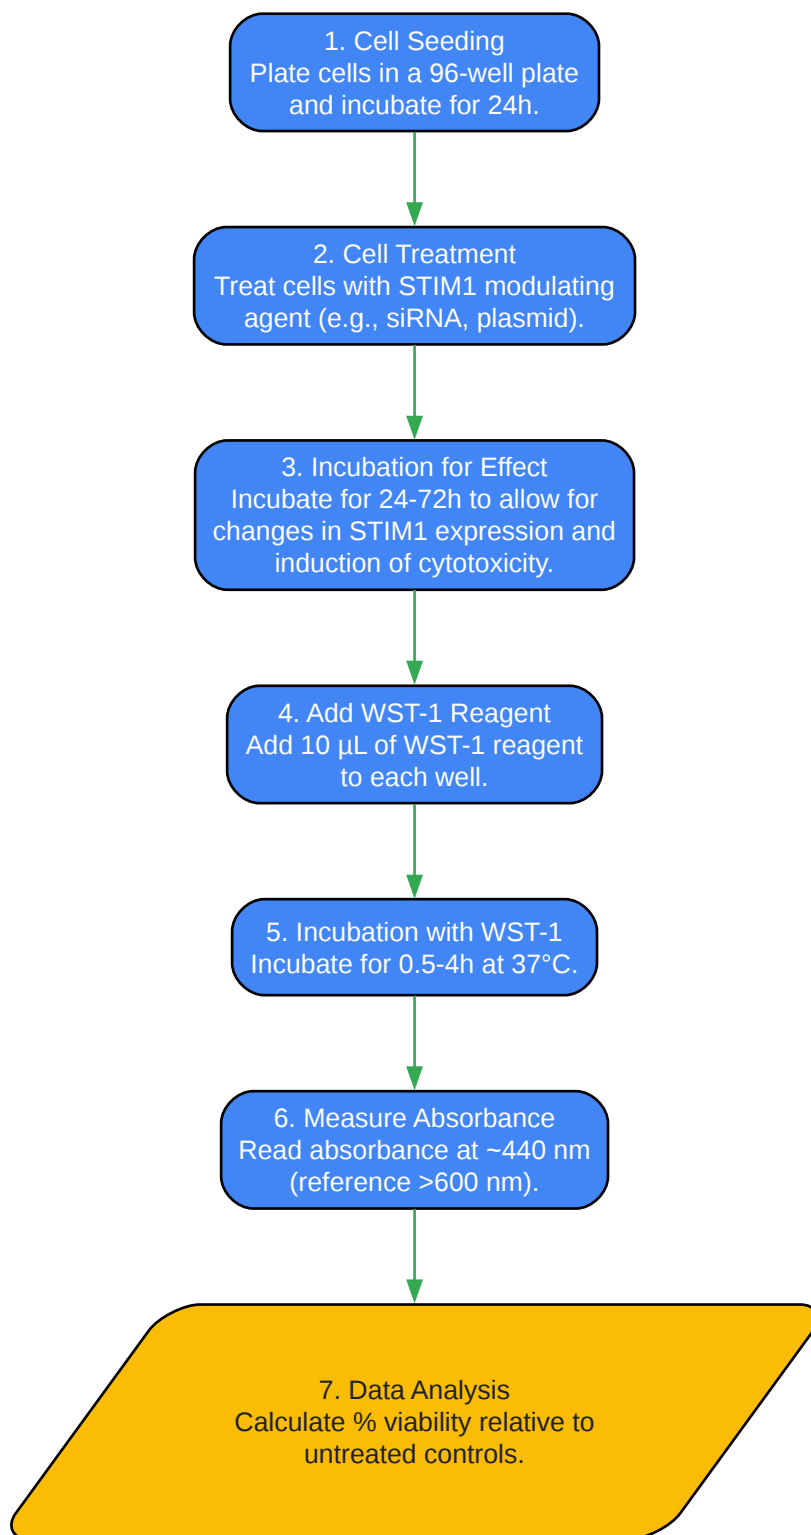 1. Cell Seeding
Plate cells in a 96-well plate
and incubate for 24h.
2. Cell Treatment
Treat cells with STIM1 modulating
agent (e.g., siRNA, plasmid).
3. Incubation for Effect
Incubate for 24-72h to allow for
changes in STIM1 expression and
induction of cytotoxicity.
4. Add WST-1 Reagent
Add 10 µL of WST-1 reagent
to each well.
5. Incubation with WST-1
Incubate for 0.5-4h at 37°C.
6. Measure Absorbance
Read absorbance at ~440 nm
(reference >600 nm).
7. Data Analysis
Calculate % viability relative to
untreated controls.